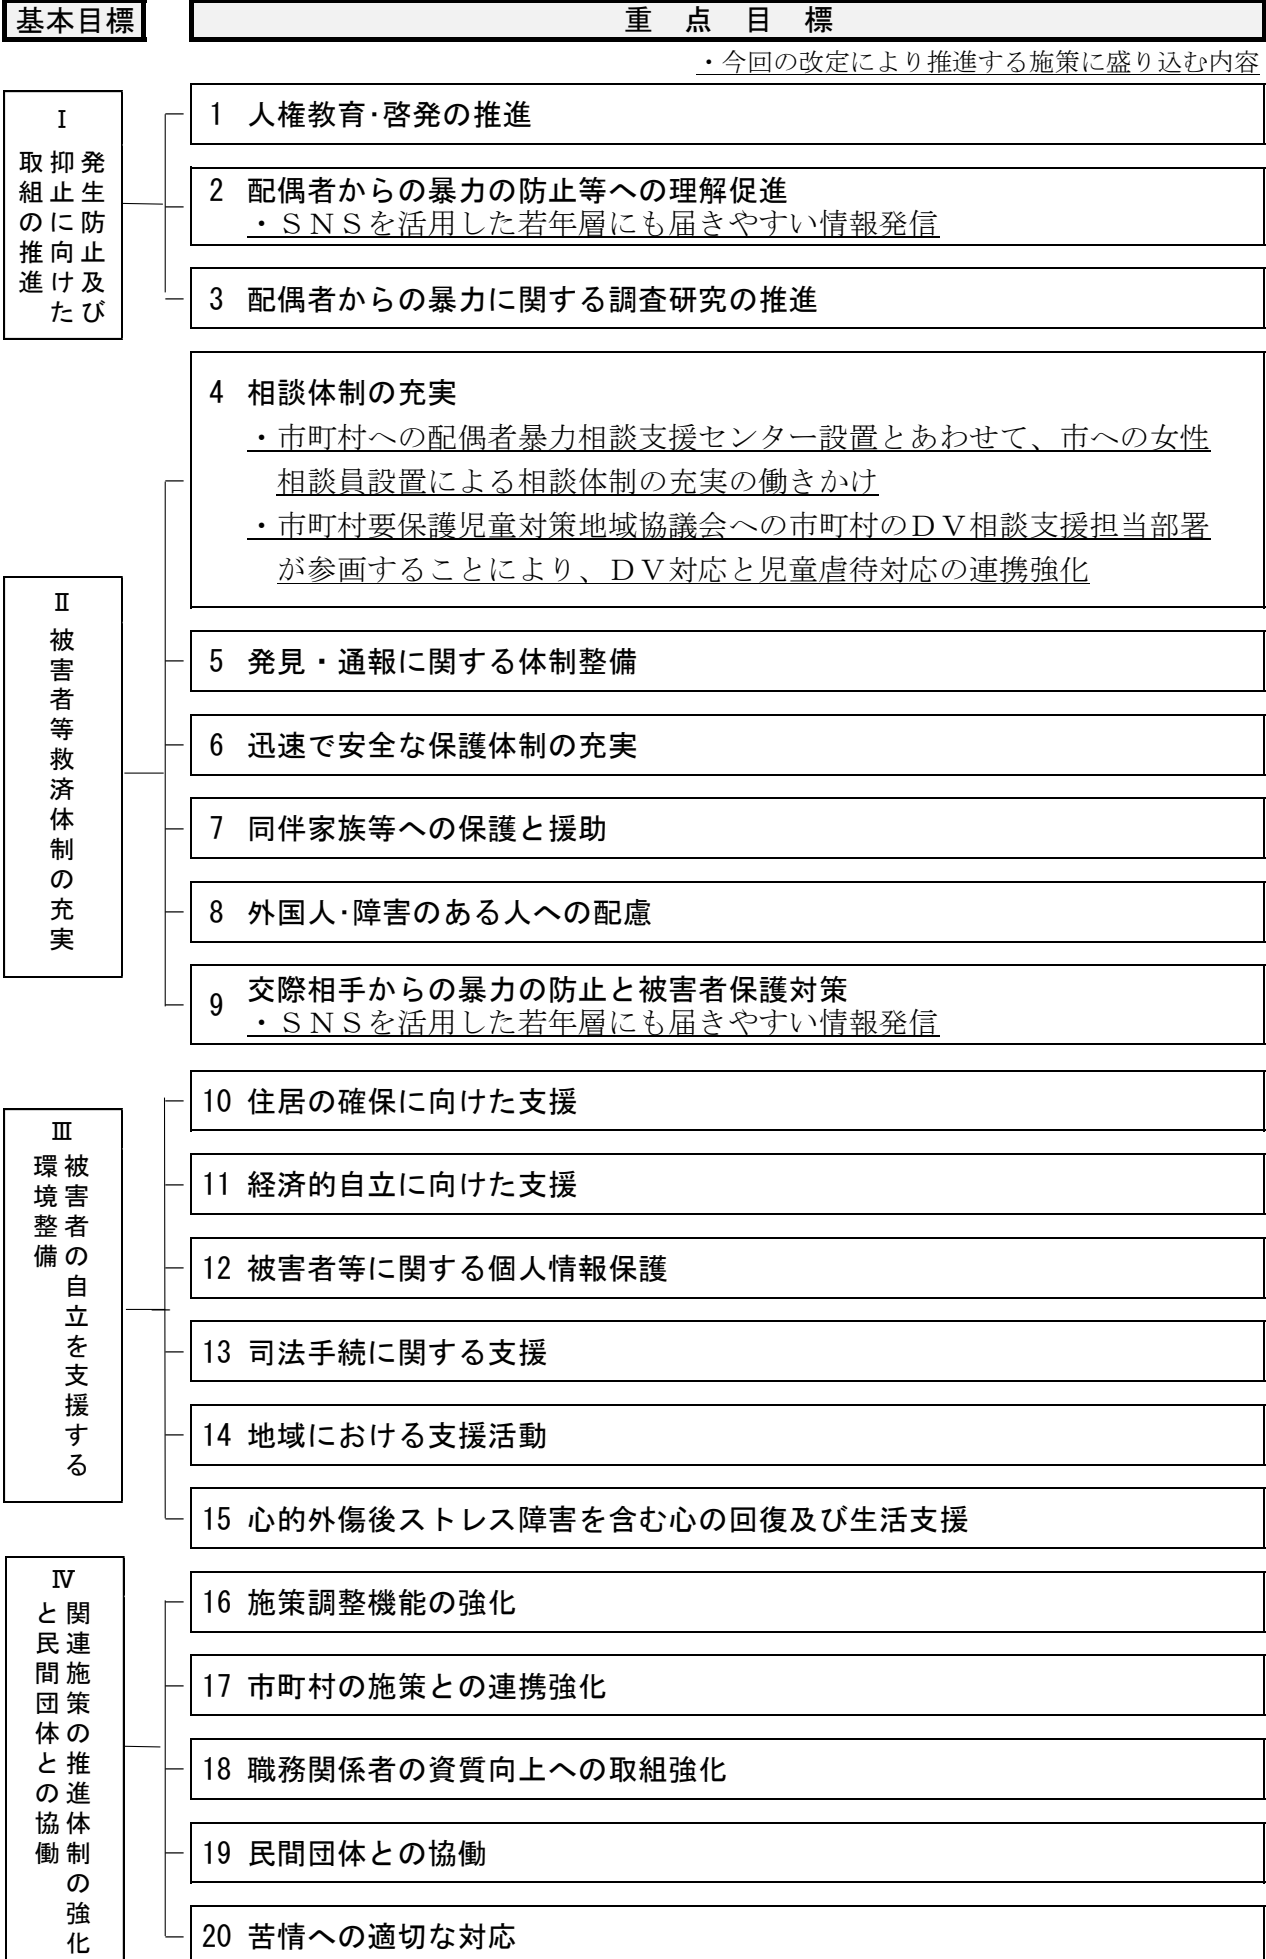 基本目標
重 点 目 標
・今回の改定により推進する施策に盛り込む内容
Ⅰ
発生防止及び
抑止に向けた
取組の推進
1 人権教育･啓発の推進
2 配偶者からの暴力の防止等への理解促進
・ＳＮＳを活用した若年層にも届きやすい情報発信
3 配偶者からの暴力に関する調査研究の推進
Ⅱ
被害者等救済体制の充実
4 相談体制の充実
・市町村への配偶者暴力相談支援センター設置とあわせて、市への女性
相談員設置による相談体制の充実の働きかけ
・市町村要保護児童対策地域協議会への市町村のＤＶ相談支援担当部署
が参画することにより、ＤＶ対応と児童虐待対応の連携強化
5 発見・通報に関する体制整備
6 迅速で安全な保護体制の充実
7 同伴家族等への保護と援助
8 外国人･障害のある人への配慮
9 交際相手からの暴力の防止と被害者保護対策
・ＳＮＳを活用した若年層にも届きやすい情報発信
Ⅲ
被害者の自立を支援する
環境整備
10 住居の確保に向けた支援
11 経済的自立に向けた支援
12 被害者等に関する個人情報保護
13 司法手続に関する支援
14 地域における支援活動
15 心的外傷後ストレス障害を含む心の回復及び生活支援
Ⅳ
関連施策の推進体制の強化
と民間団体との協働
16 施策調整機能の強化
17 市町村の施策との連携強化
18 職務関係者の資質向上への取組強化
19 民間団体との協働
20 苦情への適切な対応